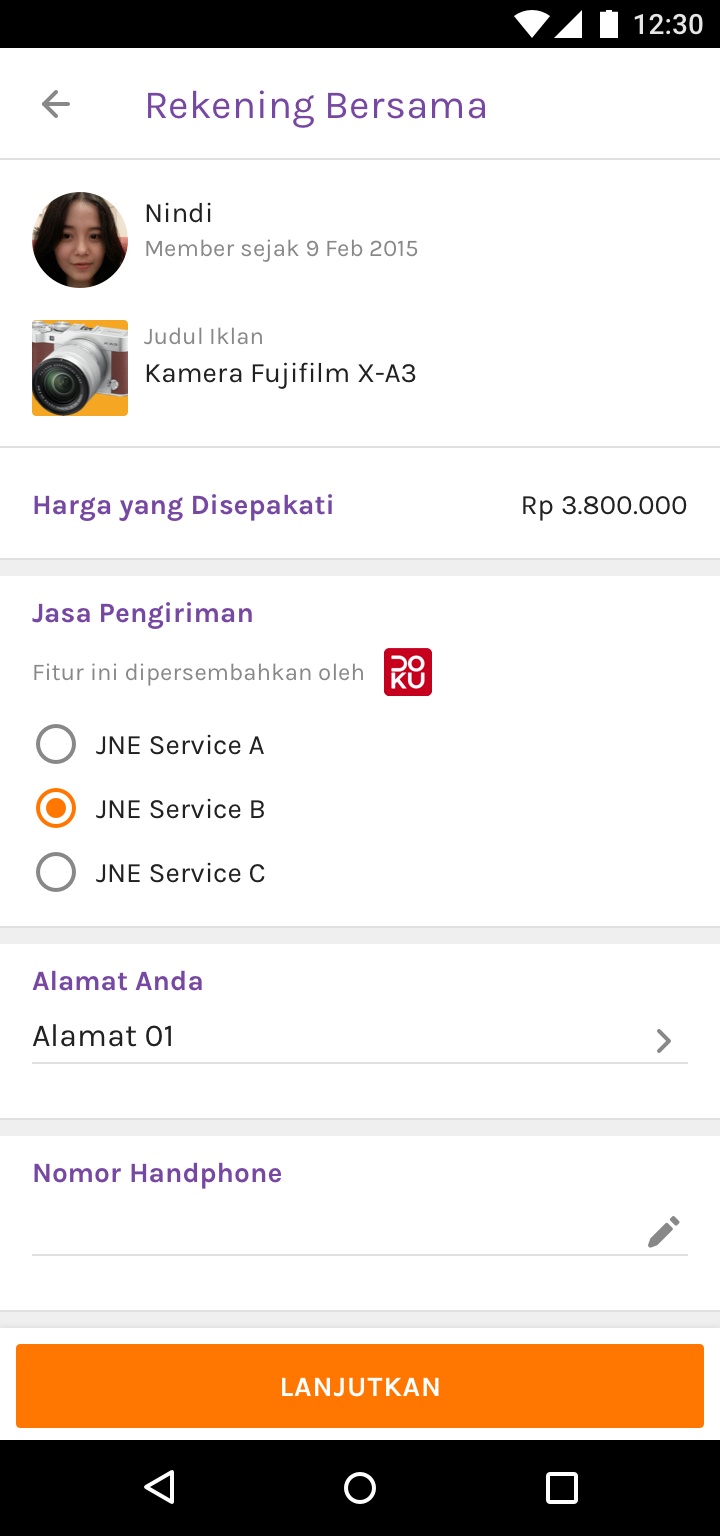 12:30
Rekening Bersama
Nindi
Member sejak 9 Feb 2015
Judul Iklan
Kamera Fujifilm X-A3
Harga yang Disepakati Rp 3.800.000
Jasa Pengiriman
Fitur ini dipersembahkan oleh DOKU
JNE Service A
JNE Service B
JNE Service C
Alamat Anda
Alamat 01
Nomor Handphone
LANJUTKAN